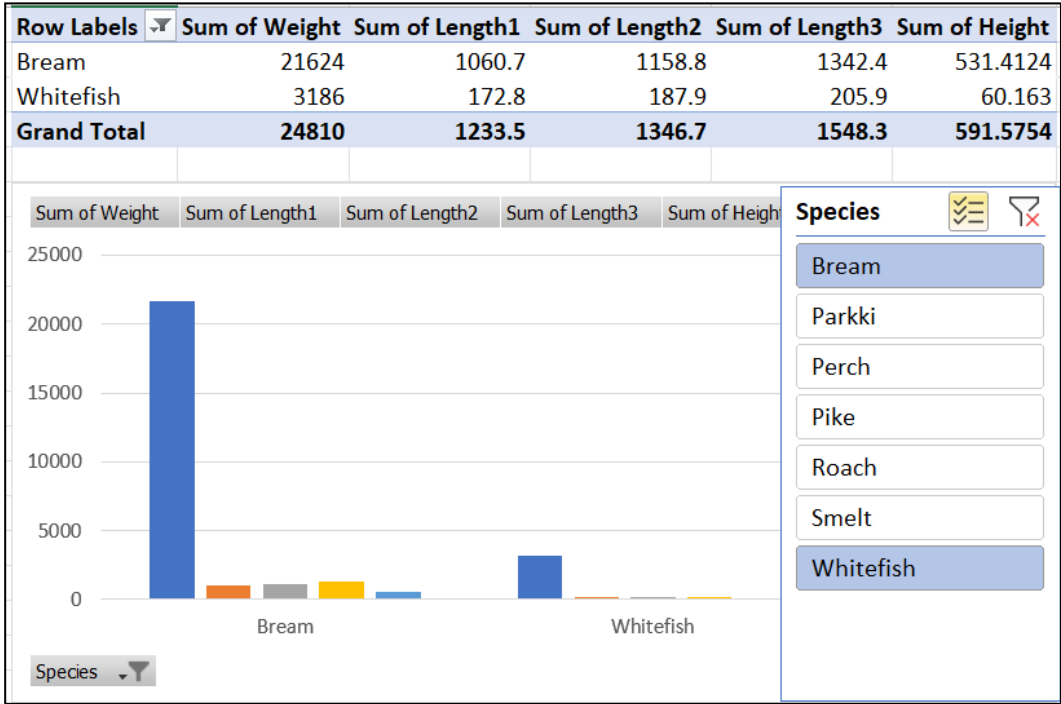 Row Labels Sum of Weight Sum of Length1 Sum of Length2 Sum of Length3 Sum of Height
Bream 21624 1060.7 1158.8 1342.4 531.4124
Whitefish 3186 172.8 187.9 205.9 60.163
Grand Total 24810 1233.5 1346.7 1548.3 591.5754
Sum of Weight Sum of Length1 Sum of Length2 Sum of Length3 Sum of Heigh
25000
20000
15000
10000
5000
0
Bream Whitefish
Species
Species
Bream
Parkki
Perch
Pike
Roach
Smelt
Whitefish